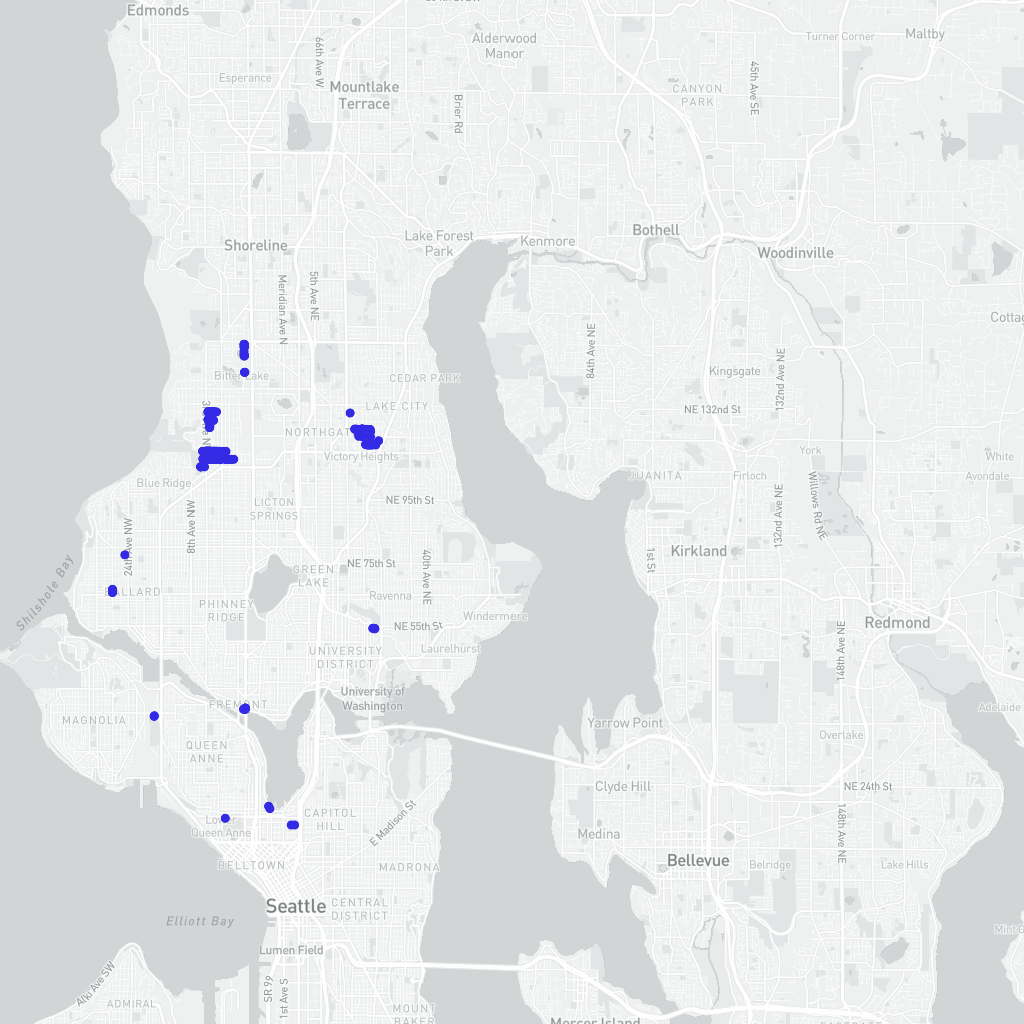 Edmonds
Alderwood
Manor
Turner Corner
Maltby
66th Ave W
Esperance
Mountlake
Terrace
Brier Rd
CANYON
PARK
45th Ave SE
Shoreline
Lake Forest
Park
Kenmore
Bothell
Woodinville
Meridian Ave N
5th Ave NE
Cottag
84th Ave NE
132nd Ave NE
Kingsgate
Bitter Lake
CEDAR PARK
LAKE CITY
NE 132nd St
NORTHGAT
Victory Heights
York
White
Blue Ridge
JUANITA
Firloch
Avondale
LICTON
SPRINGS
NE 95th St
8th Ave NW
24th Ave NW
132nd Ave NE
Willows Rd NE
Shilshole Bay
GREEN
LAKE
NE 75th St
40th Ave NE
1st St
Kirkland
BALLARD
PHINNEY
RIDGE
Ravenna
Windermere
NE 55th St
Redmond
148th Ave NE
UNIVERSITY
DISTRICT
Laurelhurst
University of
Washington
FREMONT
MAGNOLIA
Yarrow Point
Adelaide
QUEEN
ANNE
Overlake
Clyde Hill
NE 24th St
Lower
Queen Anne
CAPITOL
HILL
E Madison St
Medina
148th Ave NE
BELLTOWN
MADRONA
Bellevue
Belridge
Lake Hills
Seattle
CENTRAL
DISTRICT
Elliott Bay
Mint G
Lumen Field
Alki Ave SW
SR 99
1st Ave S
ADMIRAL
MOUNT
BAKER
Mercer Island